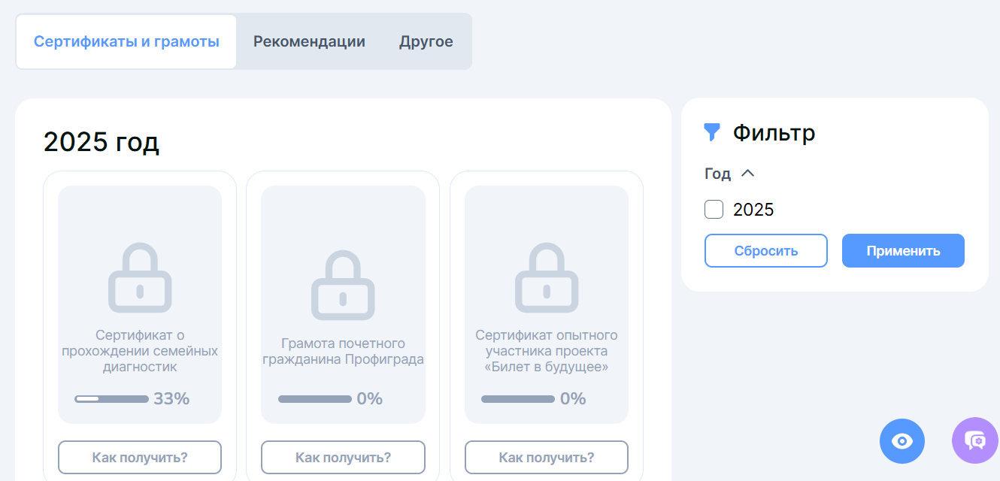 Сертификаты и грамоты
Рекомендации
Другое
2025 год
Сертификат о
прохождении семейных
диагностик
33%
Как получить?
Грамота почетного
гражданина Профиграда
0%
Как получить?
Сертификат опытного
участника проекта
«Билет в будущее»
0%
Как получить?
Фильтр
Год
2025
Сбросить
Применить